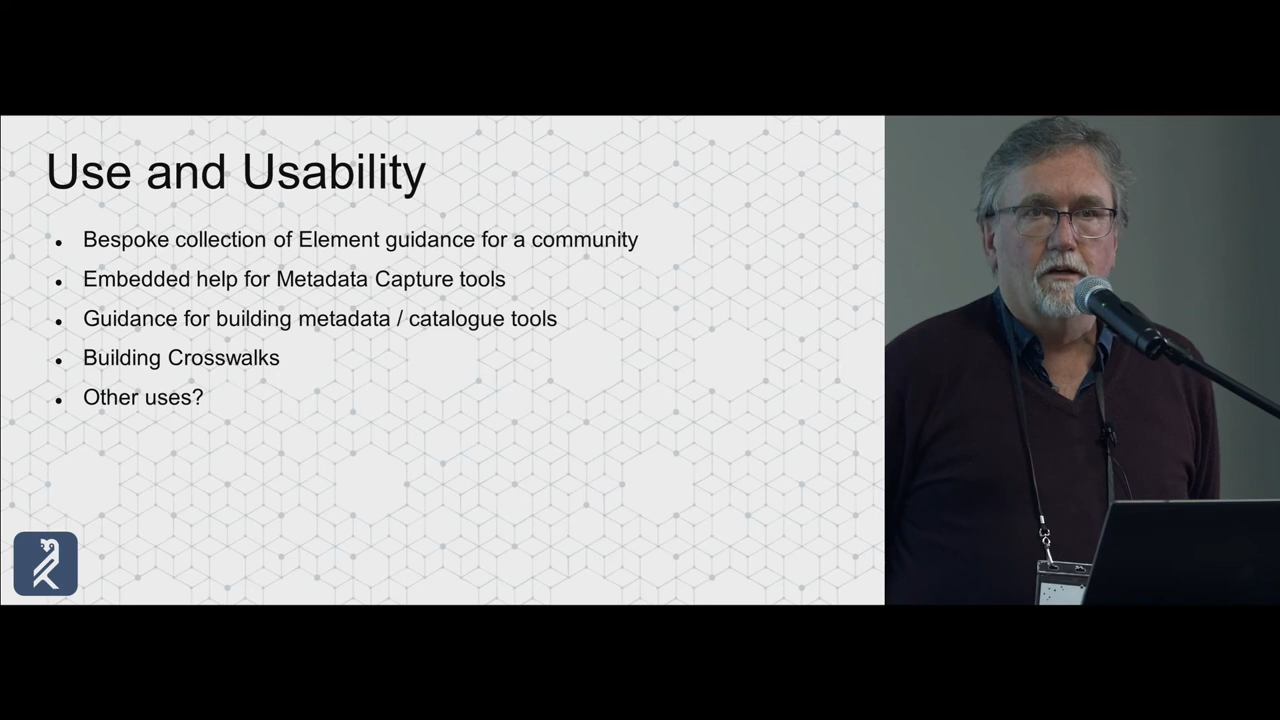 Use and Usability
Bespoke collection of Element guidance for a community
Embedded help for Metadata Capture tools
Guidance for building metadata / catalogue tools
Building Crosswalks
Other uses?